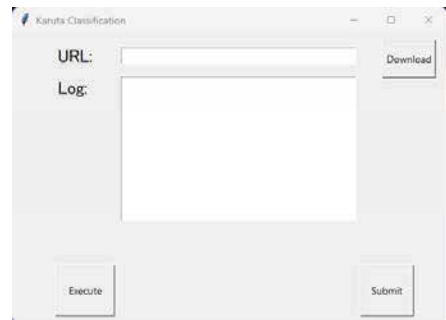 Karuta Classification
URL:
Download
Log:
Execute
Submit